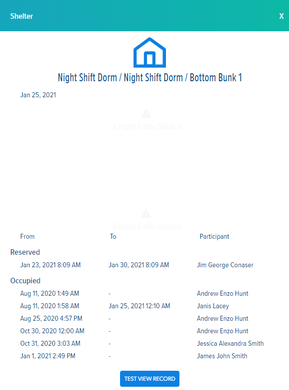 Shelter X
Night Shift Dorm / Night Shift Dorm / Bottom Bunk 1
Jan 25, 2021
From To Participant
Reserved
Jan 23, 2021 8:09 AM Jan 30, 2021 8:09 AM Jim George Conaser
Occupied
Aug 11, 2020 1:49 AM - Andrew Enzo Hunt
Aug 11, 2020 1:58 AM Jan 25, 2021 12:10 AM Janis Lacey
Aug 25, 2020 4:57 PM - Andrew Enzo Hunt
Oct 30, 2020 12:00 AM - Andrew Enzo Hunt
Oct 31, 2020 3:03 AM - Jessica Alexandra Smith
Jan 1, 2021 2:49 PM - James John Smith
TEST VIEW RECORD